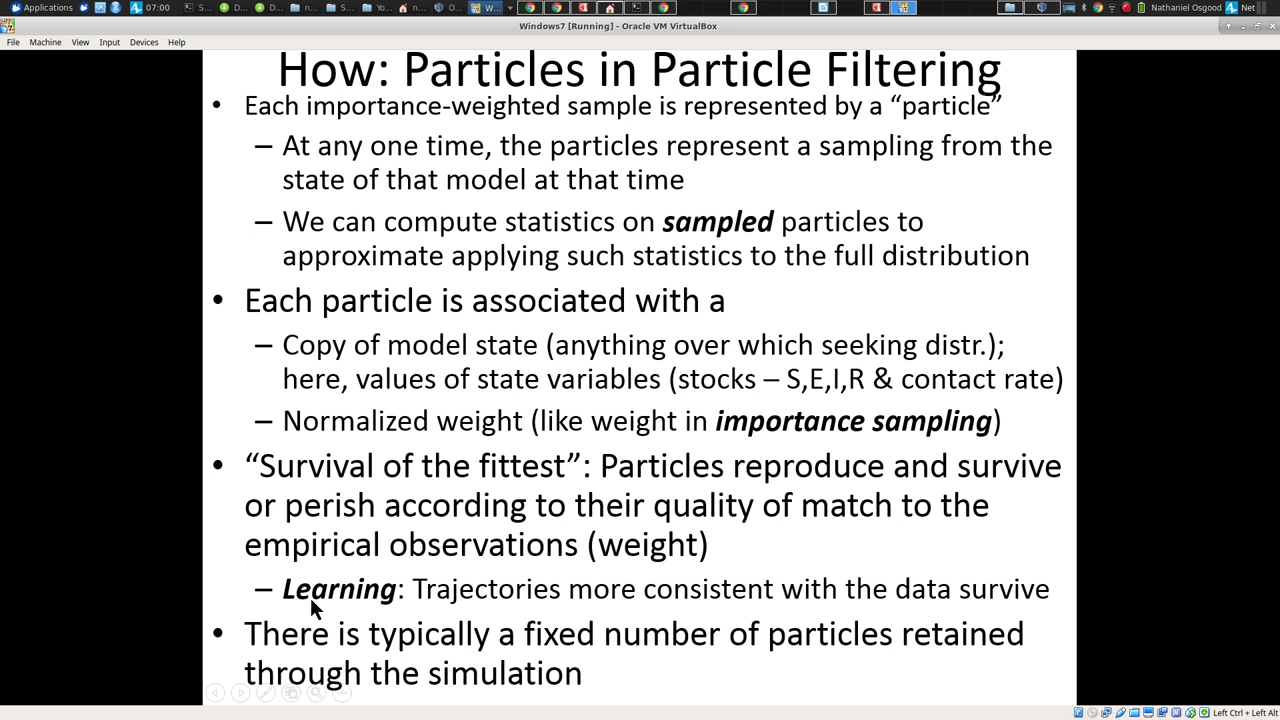 Applications 07:00 S... D... D... n... S... Y... h... n... O... W... Nathaniel Osgood Net
Windows7 [Running] - Oracle VM VirtualBox
File Machine View Input Devices Help
How: Particles in Particle Filtering
• Each importance-weighted sample is represented by a “particle”
– At any one time, the particles represent a sampling from the
state of that model at that time
– We can compute statistics on sampled particles to
approximate applying such statistics to the full distribution
• Each particle is associated with a
– Copy of model state (anything over which seeking distr.);
here, values of state variables (stocks – S,E,I,R & contact rate)
– Normalized weight (like weight in importance sampling)
• “Survival of the fittest”: Particles reproduce and survive
or perish according to their quality of match to the
empirical observations (weight)
– Learning: Trajectories more consistent with the data survive
• There is typically a fixed number of particles retained
through the simulation
Left Ctrl + Left Alt